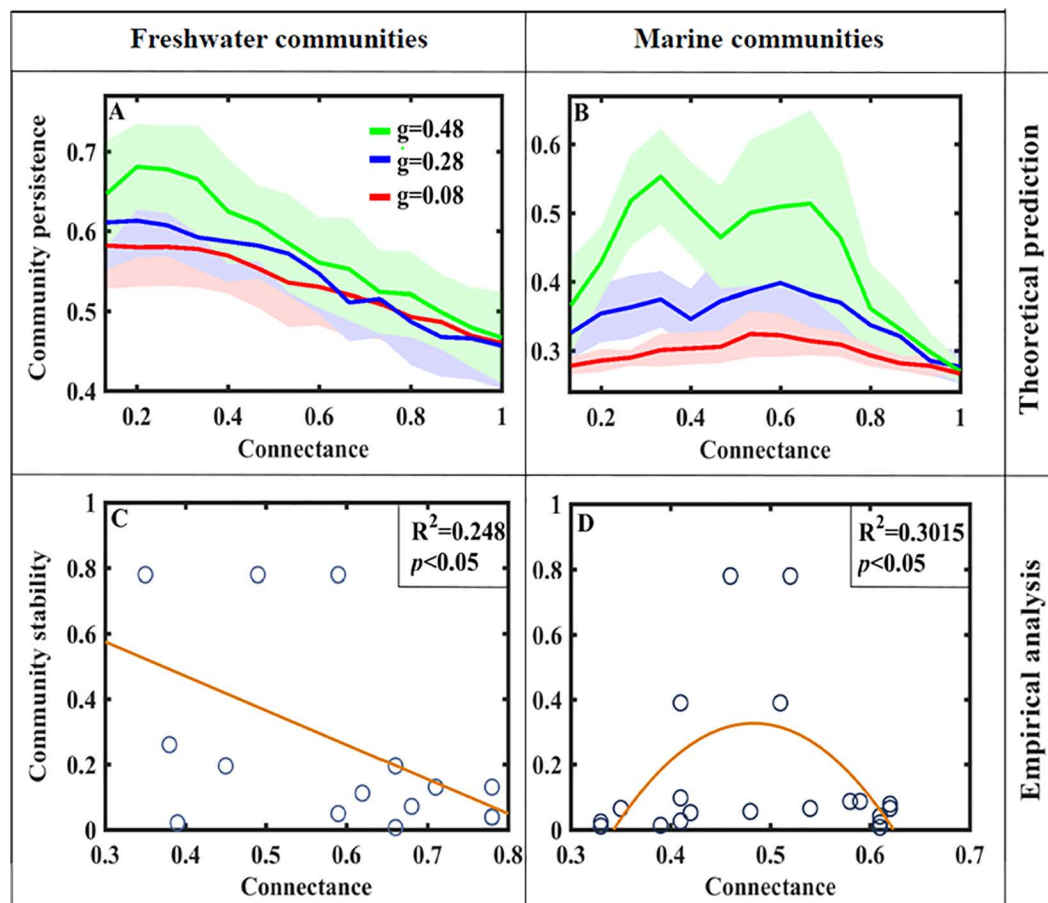 Freshwater communities
Marine communities
A
g=0.48
g=0.28
g=0.08
Community persistence
0.7
0.6
0.5
0.4
0.2
0.4
0.6
0.8
1
Connectance
B
0.6
0.5
0.4
0.3
0.2
0.4
0.6
0.8
1
Connectance
Theoretical prediction
C
R²=0.248
p<0.05
Community stability
1
0.8
0.6
0.4
0.2
0
0.3
0.4
0.5
0.6
0.7
0.8
Connectance
D
R²=0.3015
p<0.05
1
0.8
0.6
0.4
0.2
0
0.3
0.4
0.5
0.6
0.7
Connectance
Empirical analysis